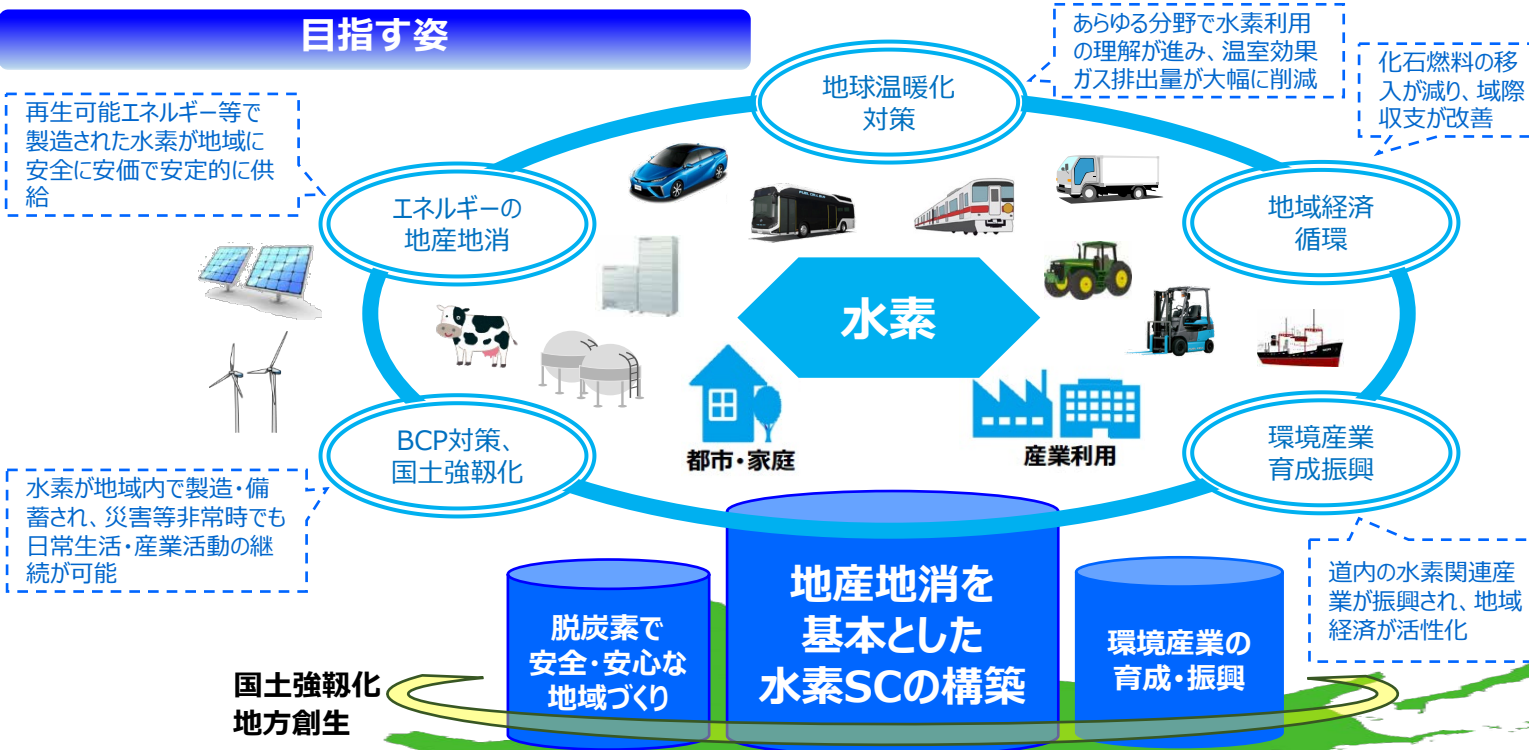 目指す姿
あらゆる分野で水素利用
の理解が進み、温室効果
ガス排出量が大幅に削減
化石燃料の移
入が減り、域際
収支が改善
再生可能エネルギー等で
製造された水素が地域に
安全に安価で安定的に供
給
地球温暖化
対策
エネルギーの
地産地消
地域経済
循環
水素
BCP対策、
国土強靱化
都市・家庭
産業利用
環境産業
育成振興
水素が地域内で製造・備
蓄され、災害等非常時でも
日常生活・産業活動の継
続が可能
道内の水素関連産
業が振興され、地域
経済が活性化
脱炭素で
安全・安心な
地域づくり
地産地消を
基本とした
水素SCの構築
環境産業の
育成・振興
国土強靱化
地方創生